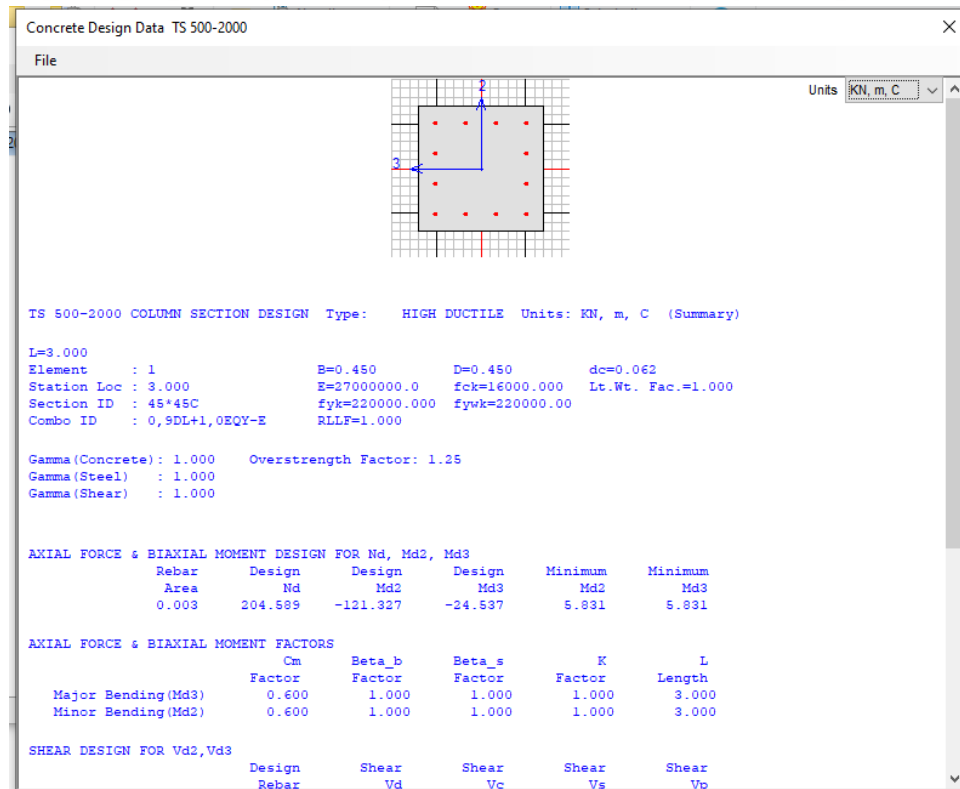 Concrete Design Data TS 500-2000
File
Units KN, m, C
2
3
TS 500-2000 COLUMN SECTION DESIGN Type: HIGH DUCTILE Units: KN, m, C (Summary)
L=3.000
Element : 1 B=0.450 D=0.450 dc=0.062
Station Loc : 3.000 E=27000000.0 fck=16000.000 Lt.Wt. Fac.=1.000
Section ID : 45*45C fyk=220000.000 fywk=220000.00
Combo ID : 0,9DL+1,0EQY-E RLLF=1.000
Gamma(Concrete): 1.000 Overstrength Factor: 1.25
Gamma(Steel) : 1.000
Gamma(Shear) : 1.000
AXIAL FORCE & BIAXIAL MOMENT DESIGN FOR Nd, Md2, Md3
Rebar Design Design Design Minimum Minimum
Area Nd Md2 Md3 Md2 Md3
0.003 204.589 -121.327 -24.537 5.831 5.831
AXIAL FORCE & BIAXIAL MOMENT FACTORS
Cm Beta_b Beta_s K L
Factor Factor Factor Factor Length
Major Bending(Md3) 0.600 1.000 1.000 1.000 3.000
Minor Bending(Md2) 0.600 1.000 1.000 1.000 3.000
SHEAR DESIGN FOR Vd2,Vd3
Design Shear Shear Shear Shear
Rebar Vd Vc Vs Vp